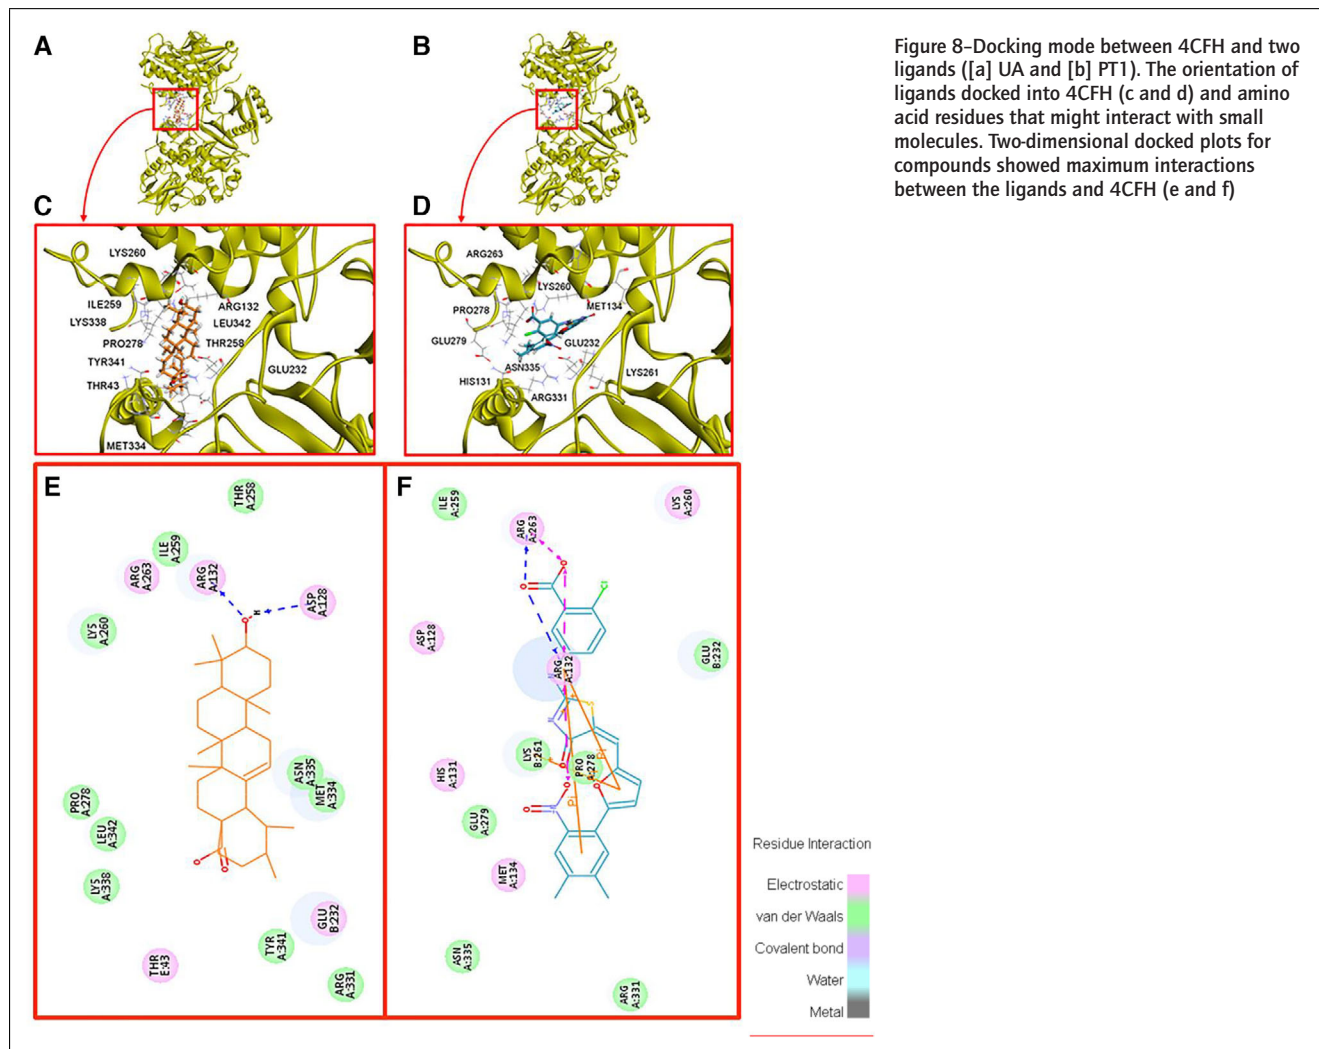 A
B
Figure 8–Docking mode between 4CFH and two
ligands ([a] UA and [b] PT1). The orientation of
ligands docked into 4CFH (c and d) and amino
acid residues that might interact with small
molecules. Two-dimensional docked plots for
compounds showed maximum interactions
between the ligands and 4CFH (e and f)
C
LYS260
ILE259
ARG132
LYS338
LEU342
PRO278
THR258
TYR341
GLU232
THR43
MET334
D
ARG263
LYS260
PRO278
MET134
GLU279
GLU232
ASN335
LYS261
HIS131
ARG331
E
THR
A:258
ILE
A:259
ARG
A:263
ARG
A:132
ASP
A:128
H
O
LYS
A:260
ASN
A:335
MET
A:334
PRO
A:278
LEU
A:342
LYS
A:338
O
O
GLU
B:232
TYR
A:341
THR
E:43
ARG
A:331
F
ILE
A:259
LYS
A:260
ARG
A:263
O
O
Cl
ASP
A:128
GLU
B:232
ARG
A:132
N
S
N
LYS
B:261
O
PRO
A:278
Pi
HIS
A:131
O
O
O
N
Pi
GLU
A:279
MET
A:134
ASN
A:335
ARG
A:331
Residue Interaction
Electrostatic
van der Waals
Covalent bond
Water
Metal